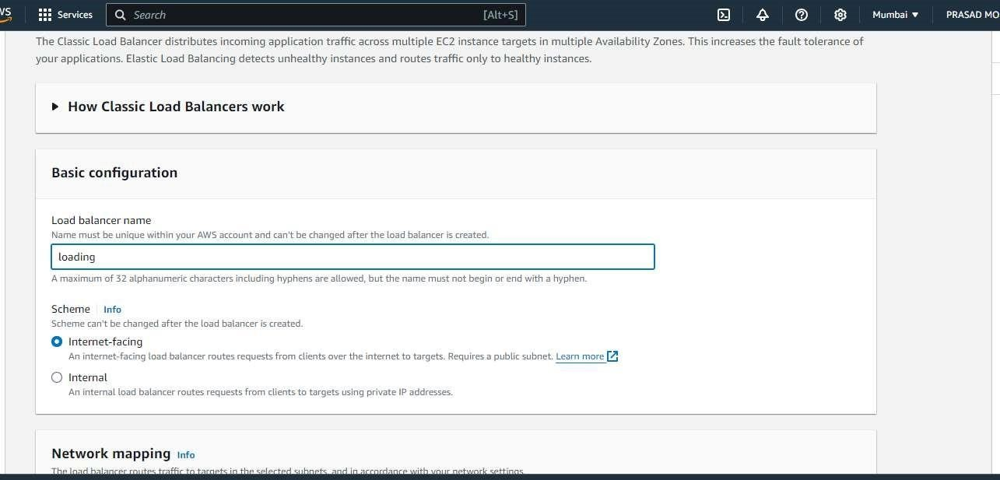 WS Services Search [Alt+S] Mumbai ▼ PRASAD MO
The Classic Load Balancer distributes incoming application traffic across multiple EC2 instance targets in multiple Availability Zones. This increases the fault tolerance of
your applications. Elastic Load Balancing detects unhealthy instances and routes traffic only to healthy instances.
How Classic Load Balancers work
Basic configuration
Load balancer name
Name must be unique within your AWS account and can't be changed after the load balancer is created.
loading
A maximum of 32 alphanumeric characters including hyphens are allowed, but the name must not begin or end with a hyphen.
Scheme Info
Scheme can't be changed after the load balancer is created.
Internet-facing
An internet-facing load balancer routes requests from clients over the internet to targets. Requires a public subnet. Learn more
Internal
An internal load balancer routes requests from clients to targets using private IP addresses.
Network mapping Info
The load balancer routes traffic to targets in the selected subnets, and in accordance with your network settings.